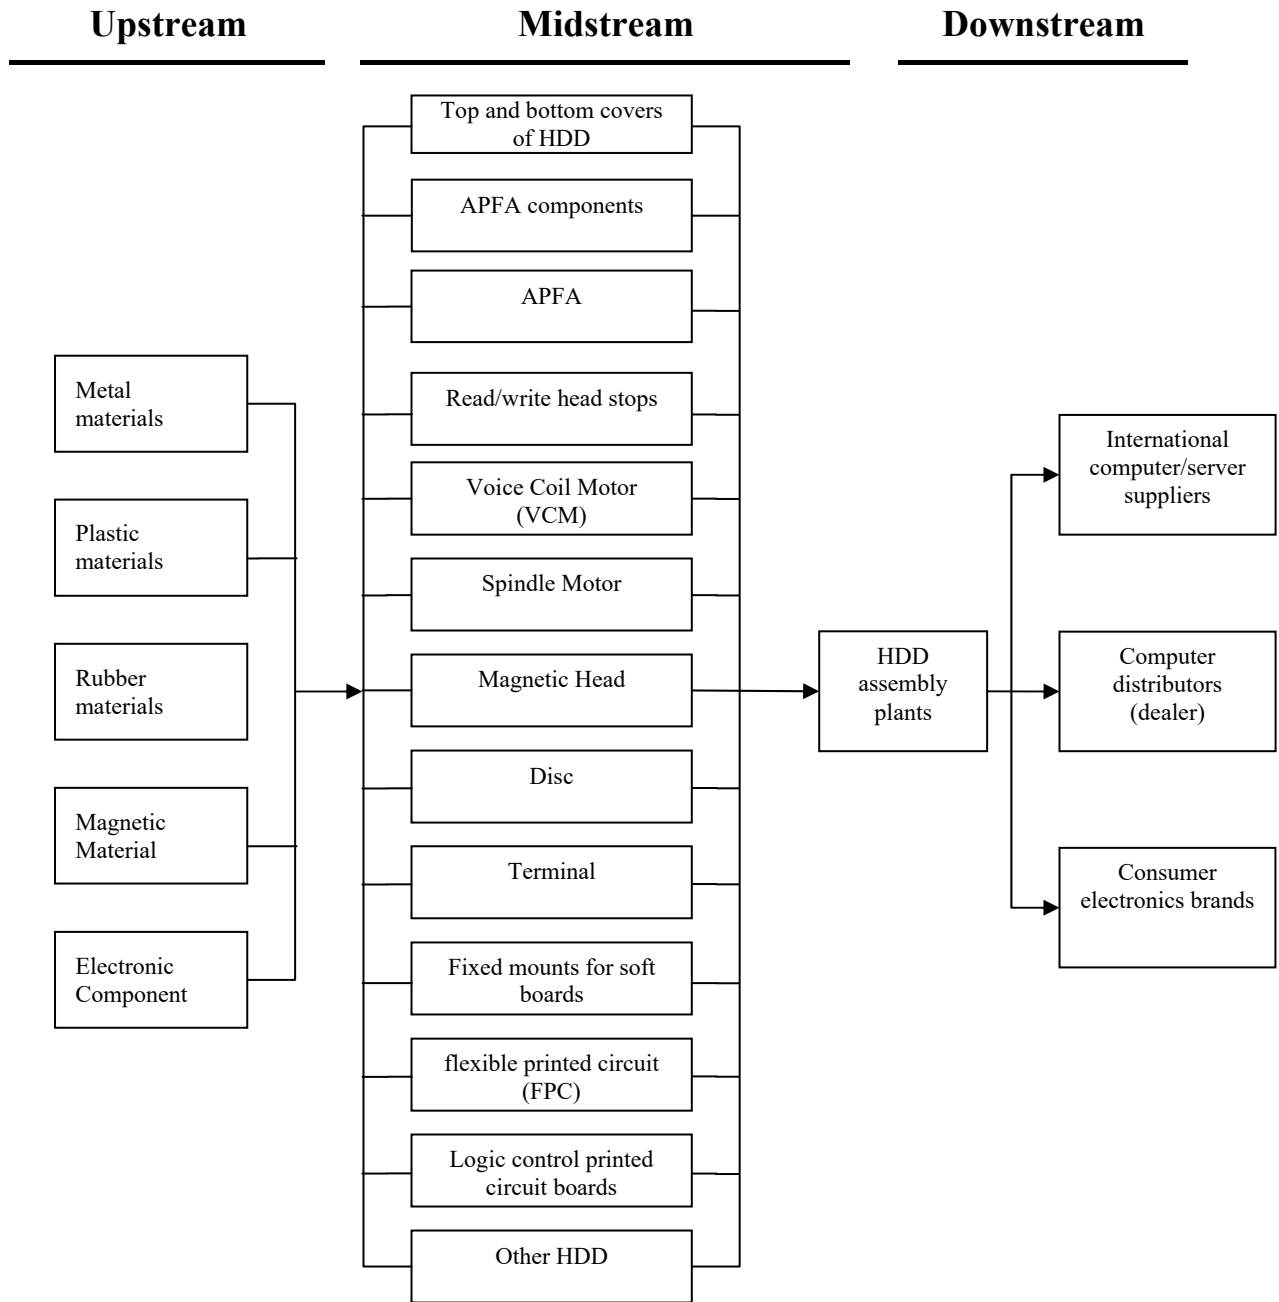 Upstream
Midstream
Downstream
Metal
materials
Plastic
materials
Rubber
materials
Magnetic
Material
Electronic
Component
Top and bottom covers
of HDD
APFA components
APFA
Read/write head stops
Voice Coil Motor
(VCM)
Spindle Motor
Magnetic Head
Disc
Terminal
Fixed mounts for soft
boards
flexible printed circuit
(FPC)
Logic control printed
circuit boards
Other HDD
HDD
assembly
plants
International
computer/server
suppliers
Computer
distributors
(dealer)
Consumer
electronics brands